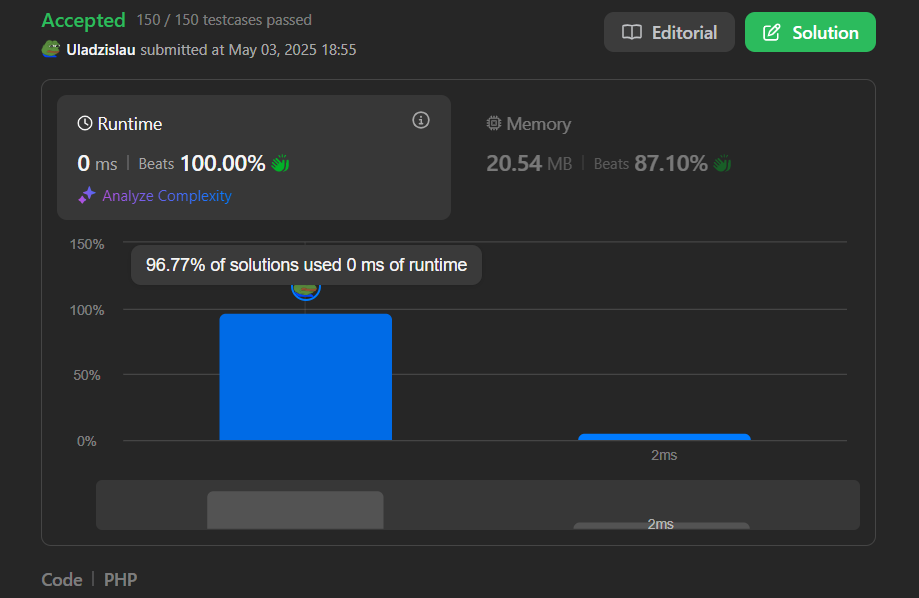 Accepted 150 / 150 testcases passed
Uladzislau submitted at May 03, 2025 18:55
Editorial
Solution
Runtime
0 ms | Beats 100.00%
Analyze Complexity
Memory
20.54 MB | Beats 87.10%
150%
96.77% of solutions used 0 ms of runtime
100%
50%
0%
2ms
2ms
Code | PHP